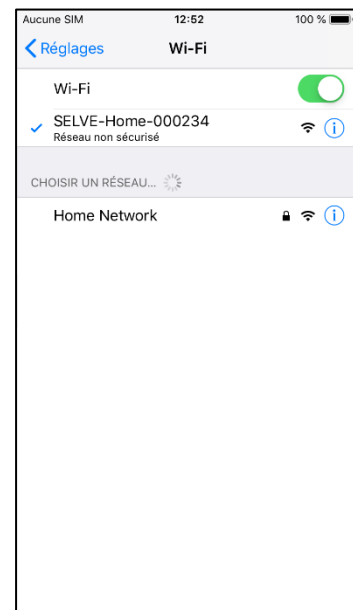 Aucune SIM 12:52 100 %
Réglages Wi-Fi
Wi-Fi
SELVE-Home-000234
Réseau non sécurisé
CHOISIR UN RÉSEAU...
Home Network